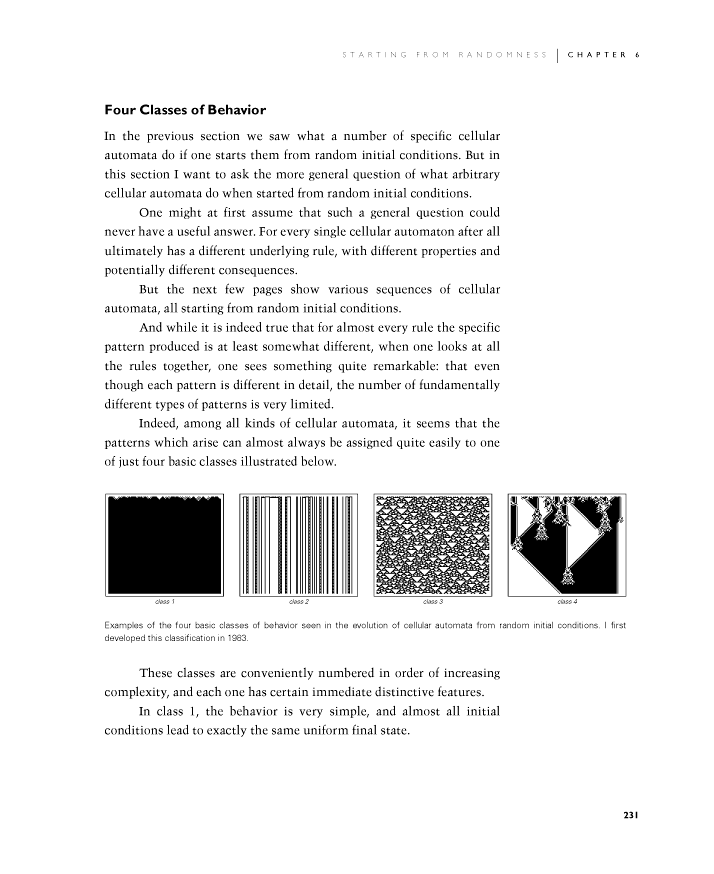 STARTING FROM RANDOMNESS | CHAPTER 6
Four Classes of Behavior
In the previous section we saw what a number of specific cellular
automata do if one starts them from random initial conditions. But in
this section I want to ask the more general question of what arbitrary
cellular automata do when started from random initial conditions.
One might at first assume that such a general question could
never have a useful answer. For every single cellular automaton after all
ultimately has a different underlying rule, with different properties and
potentially different consequences.
But the next few pages show various sequences of cellular
automata, all starting from random initial conditions.
And while it is indeed true that for almost every rule the specific
pattern produced is at least somewhat different, when one looks at all
the rules together, one sees something quite remarkable: that even
though each pattern is different in detail, the number of fundamentally
different types of patterns is very limited.
Indeed, among all kinds of cellular automata, it seems that the
patterns which arise can almost always be assigned quite easily to one
of just four basic classes illustrated below.
class 1
class 2
class 3
class 4
Examples of the four basic classes of behavior seen in the evolution of cellular automata from random initial conditions. I first
developed this classification in 1983.
These classes are conveniently numbered in order of increasing
complexity, and each one has certain immediate distinctive features.
In class 1, the behavior is very simple, and almost all initial
conditions lead to exactly the same uniform final state.
231